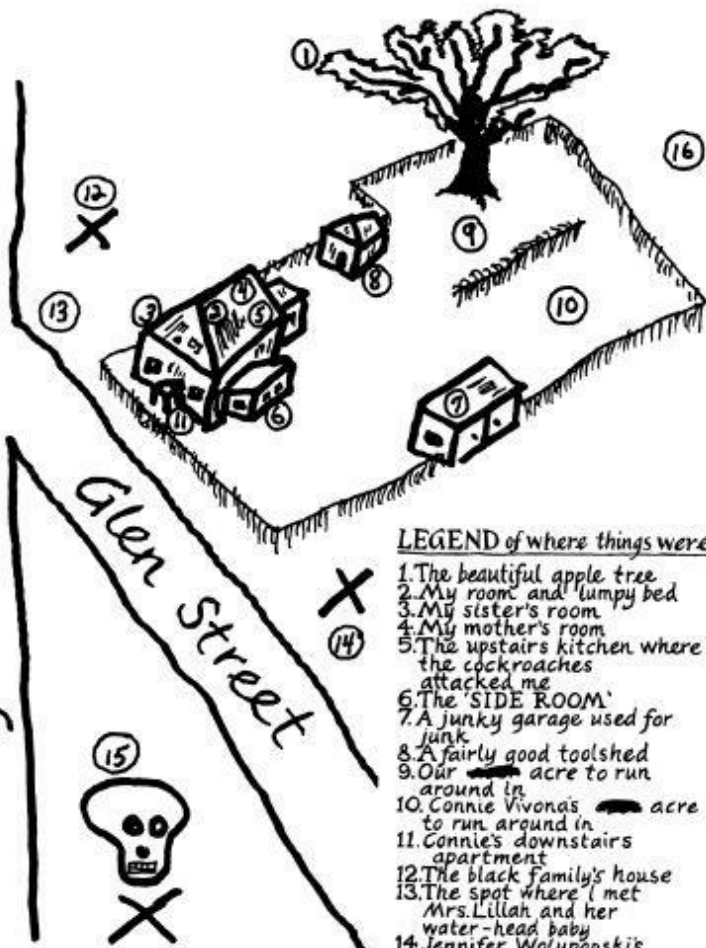 1
16
12
9
8
4
3
2
5
13
10
7
11
6
Glen Street
14
15
LEGEND of where things were
1. The beautiful apple tree
2. My room and lumpy bed
3. My sister's room
4. My mother's room
5. The upstairs kitchen where
the cockroaches
attacked me
6. The 'SIDE ROOM'
7. A junky garage used for
junk
8. A fairly good toolshed
9. Our acre to run
around in
10. Connie Vivona's acre
to run around in
11. Connie's downstairs
apartment
12. The black family's house
13. The spot where I met
Mrs. Lillah and her
water-head baby
14. Jennifer